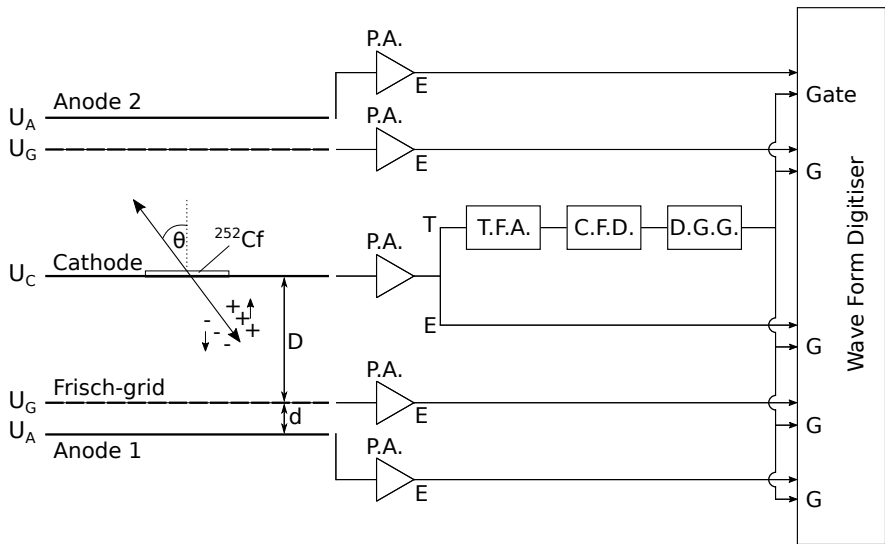 P.A.
E
Anode 2
U_A
Gate
P.A.
U_G
E
G
T
T.F.A.
C.F.D.
D.G.G.
θ
²⁵²Cf
P.A.
U_C
Cathode
+
+
+
+
-
-
-
D
E
G
Wave Form Digitiser
P.A.
Frisch-grid
U_G
E
d
G
U_A
Anode 1
P.A.
E
G